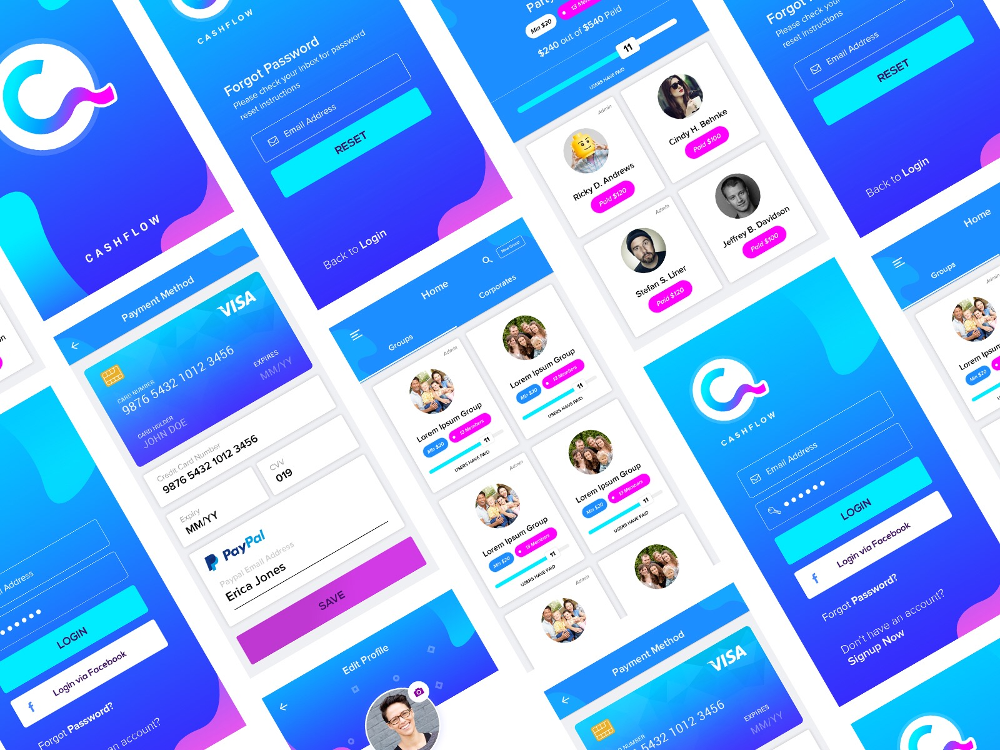 CASHFLOW
CASHFLOW
Forgot Password
Please check your inbox for password
reset instructions
Email Address
RESET
Back to Login
Party
Min $20
13 Members
$240 out of $540 Paid
11
USERS HAVE PAID
Admin
Ricky D. Andrews
Paid $120
Cindy H. Behnke
Paid $100
Admin
Stefan S. Liner
Paid $120
Jeffrey B. Davidson
Paid $100
Forgot
Please check your
reset instructions
Email Address
RESET
Back to Login
Payment Method
VISA
CARD NUMBER
9876 5432 1012 3456
EXPIRES
MM/YY
CARD HOLDER
JOHN DOE
Credit Card Number
9876 5432 1012 3456
Expiry
MM/YY
CVV
019
PayPal
Paypal Email Address
Erica Jones
SAVE
Home
New Group
Groups
Corporates
Admin
Lorem Ipsum Group
Min $20
13 Members
11
USERS HAVE PAID
Lorem Ipsum Group
Min $20
13 Members
11
USERS HAVE PAID
Admin
Lorem Ipsum Group
Min $20
13 Members
11
USERS HAVE PAID
Lorem Ipsum Group
Min $20
13 Members
11
USERS HAVE PAID
Admin
CASHFLOW
Email Address
LOGIN
f
Login via Facebook
Forgot Password?
Don't have an account?
Signup Now
Home
Groups
Admin
Lorem Ipsum
Min $20
Address
LOGIN
f
Login via Facebook
Forgot Password?
an account?
Edit Profile
Payment Method
VISA
NUMBER
5432 1012 3456
EXPIRES
MM/YY